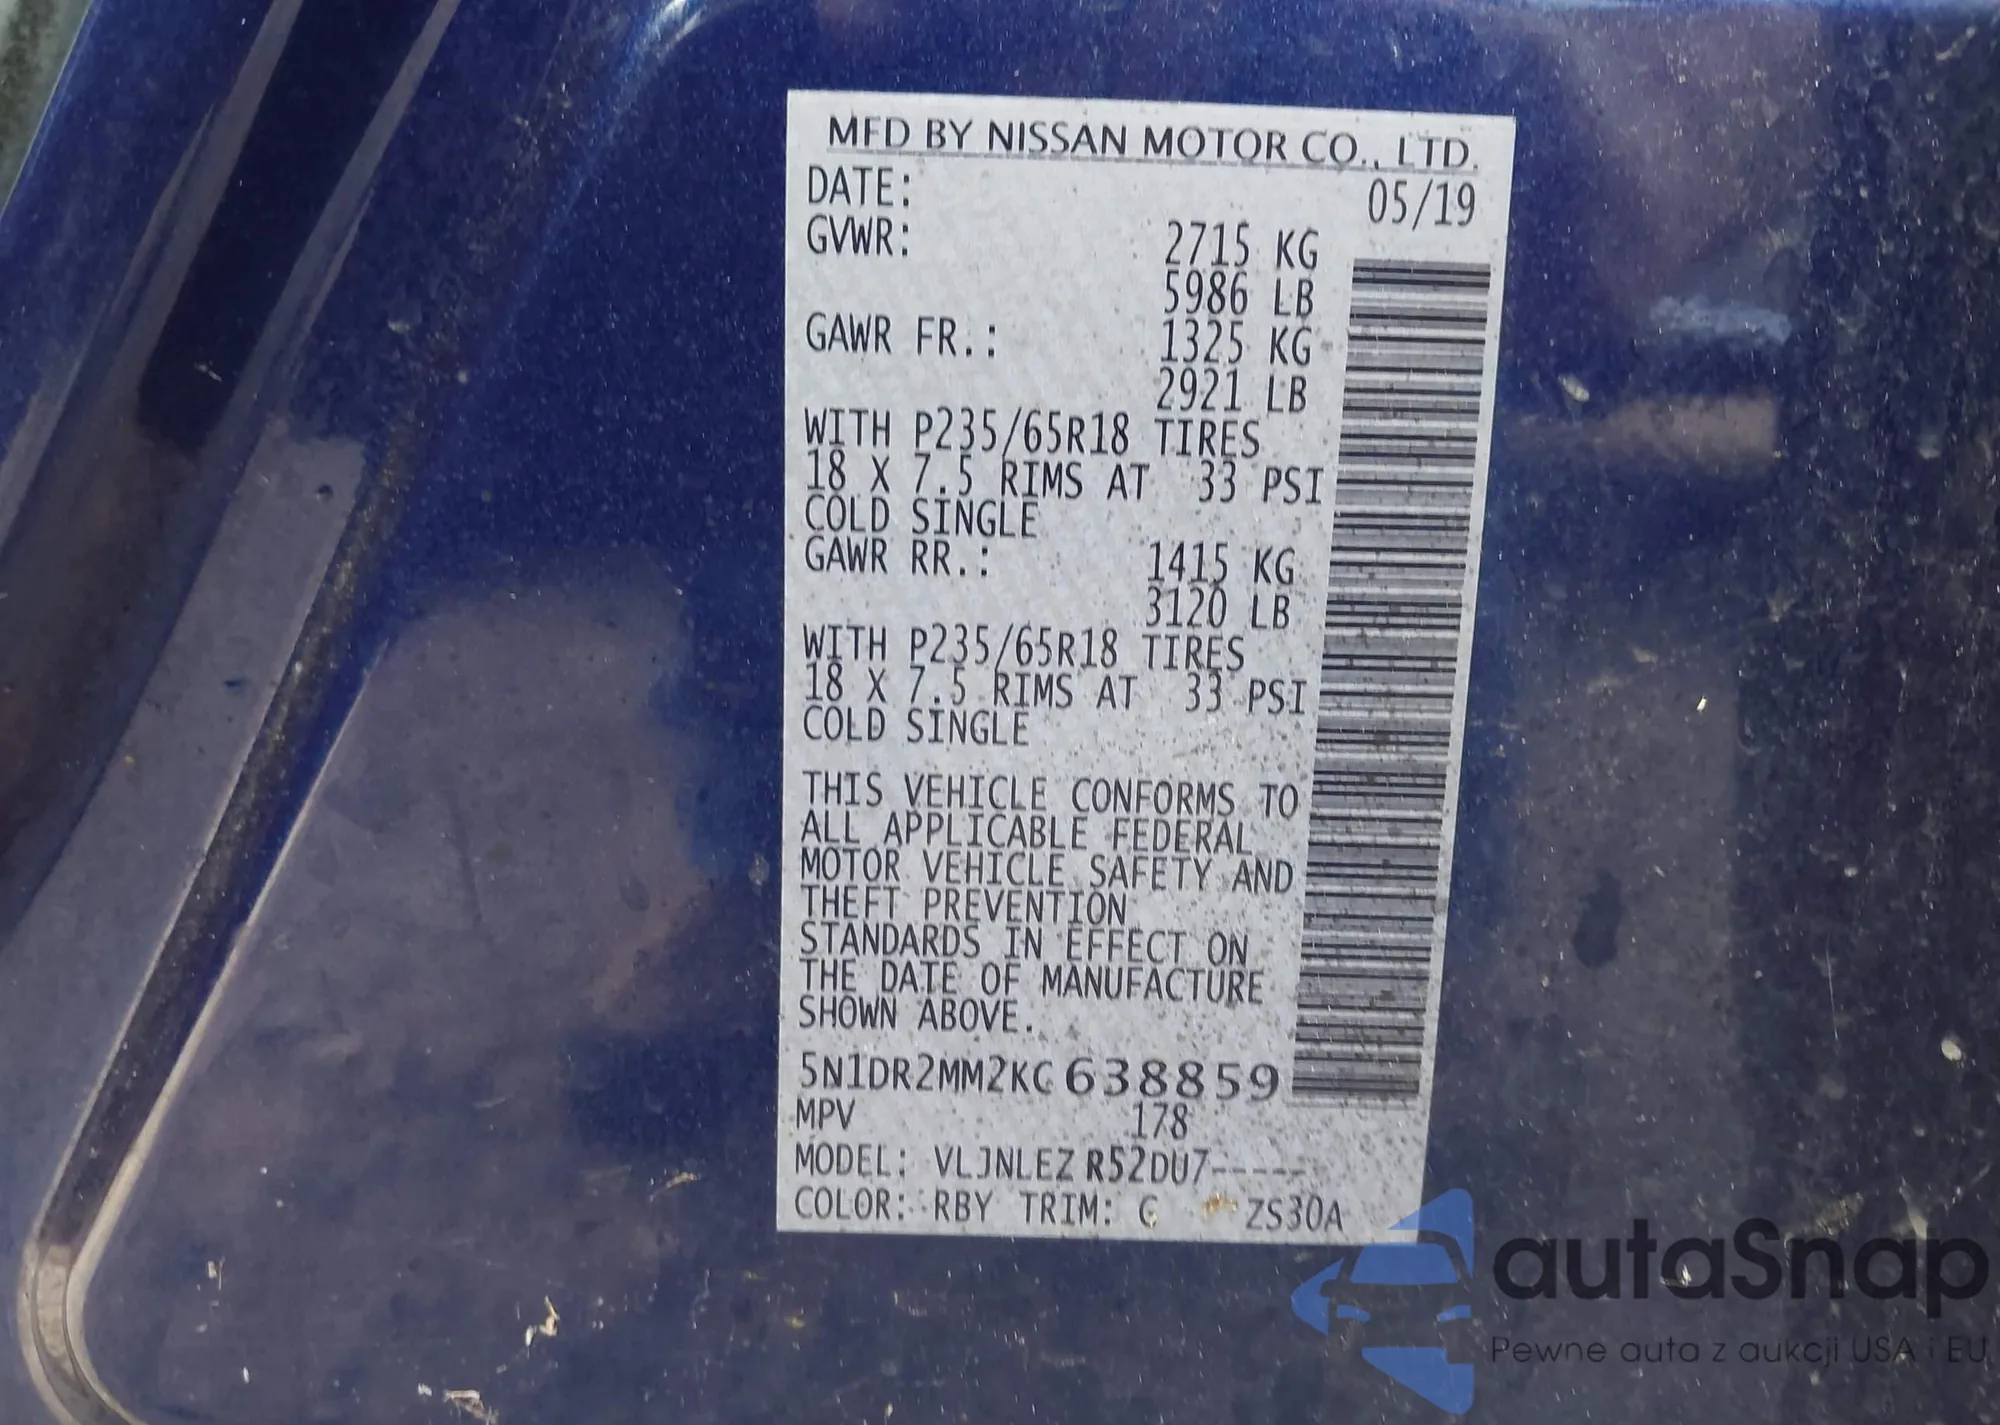 MFD BY NISSAN MOTOR CO., LTD.
DATE: 05/19
GVWR: 2715 KG
5986 LB
GAWR FR.: 1325 KG
2921 LB
WITH P235/65R18 TIRES
18 X 7.5 RIMS AT 33 PSI
COLD SINGLE
GAWR RR.: 1415 KG
3120 LB
WITH P235/65R18 TIRES
18 X 7.5 RIMS AT 33 PSI
COLD SINGLE
THIS VEHICLE CONFORMS TO
ALL APPLICABLE FEDERAL
MOTOR VEHICLE SAFETY AND
THEFT PREVENTION
STANDARDS IN EFFECT ON
THE DATE OF MANUFACTURE
SHOWN ABOVE.
5N1DR2MM2KC638859
MPV 178
MODEL: VLJNLEZ R52DU7-----
COLOR: RBY TRIM: G ZS30A
autaSnap
Pewne auta z aukcji USA i EU